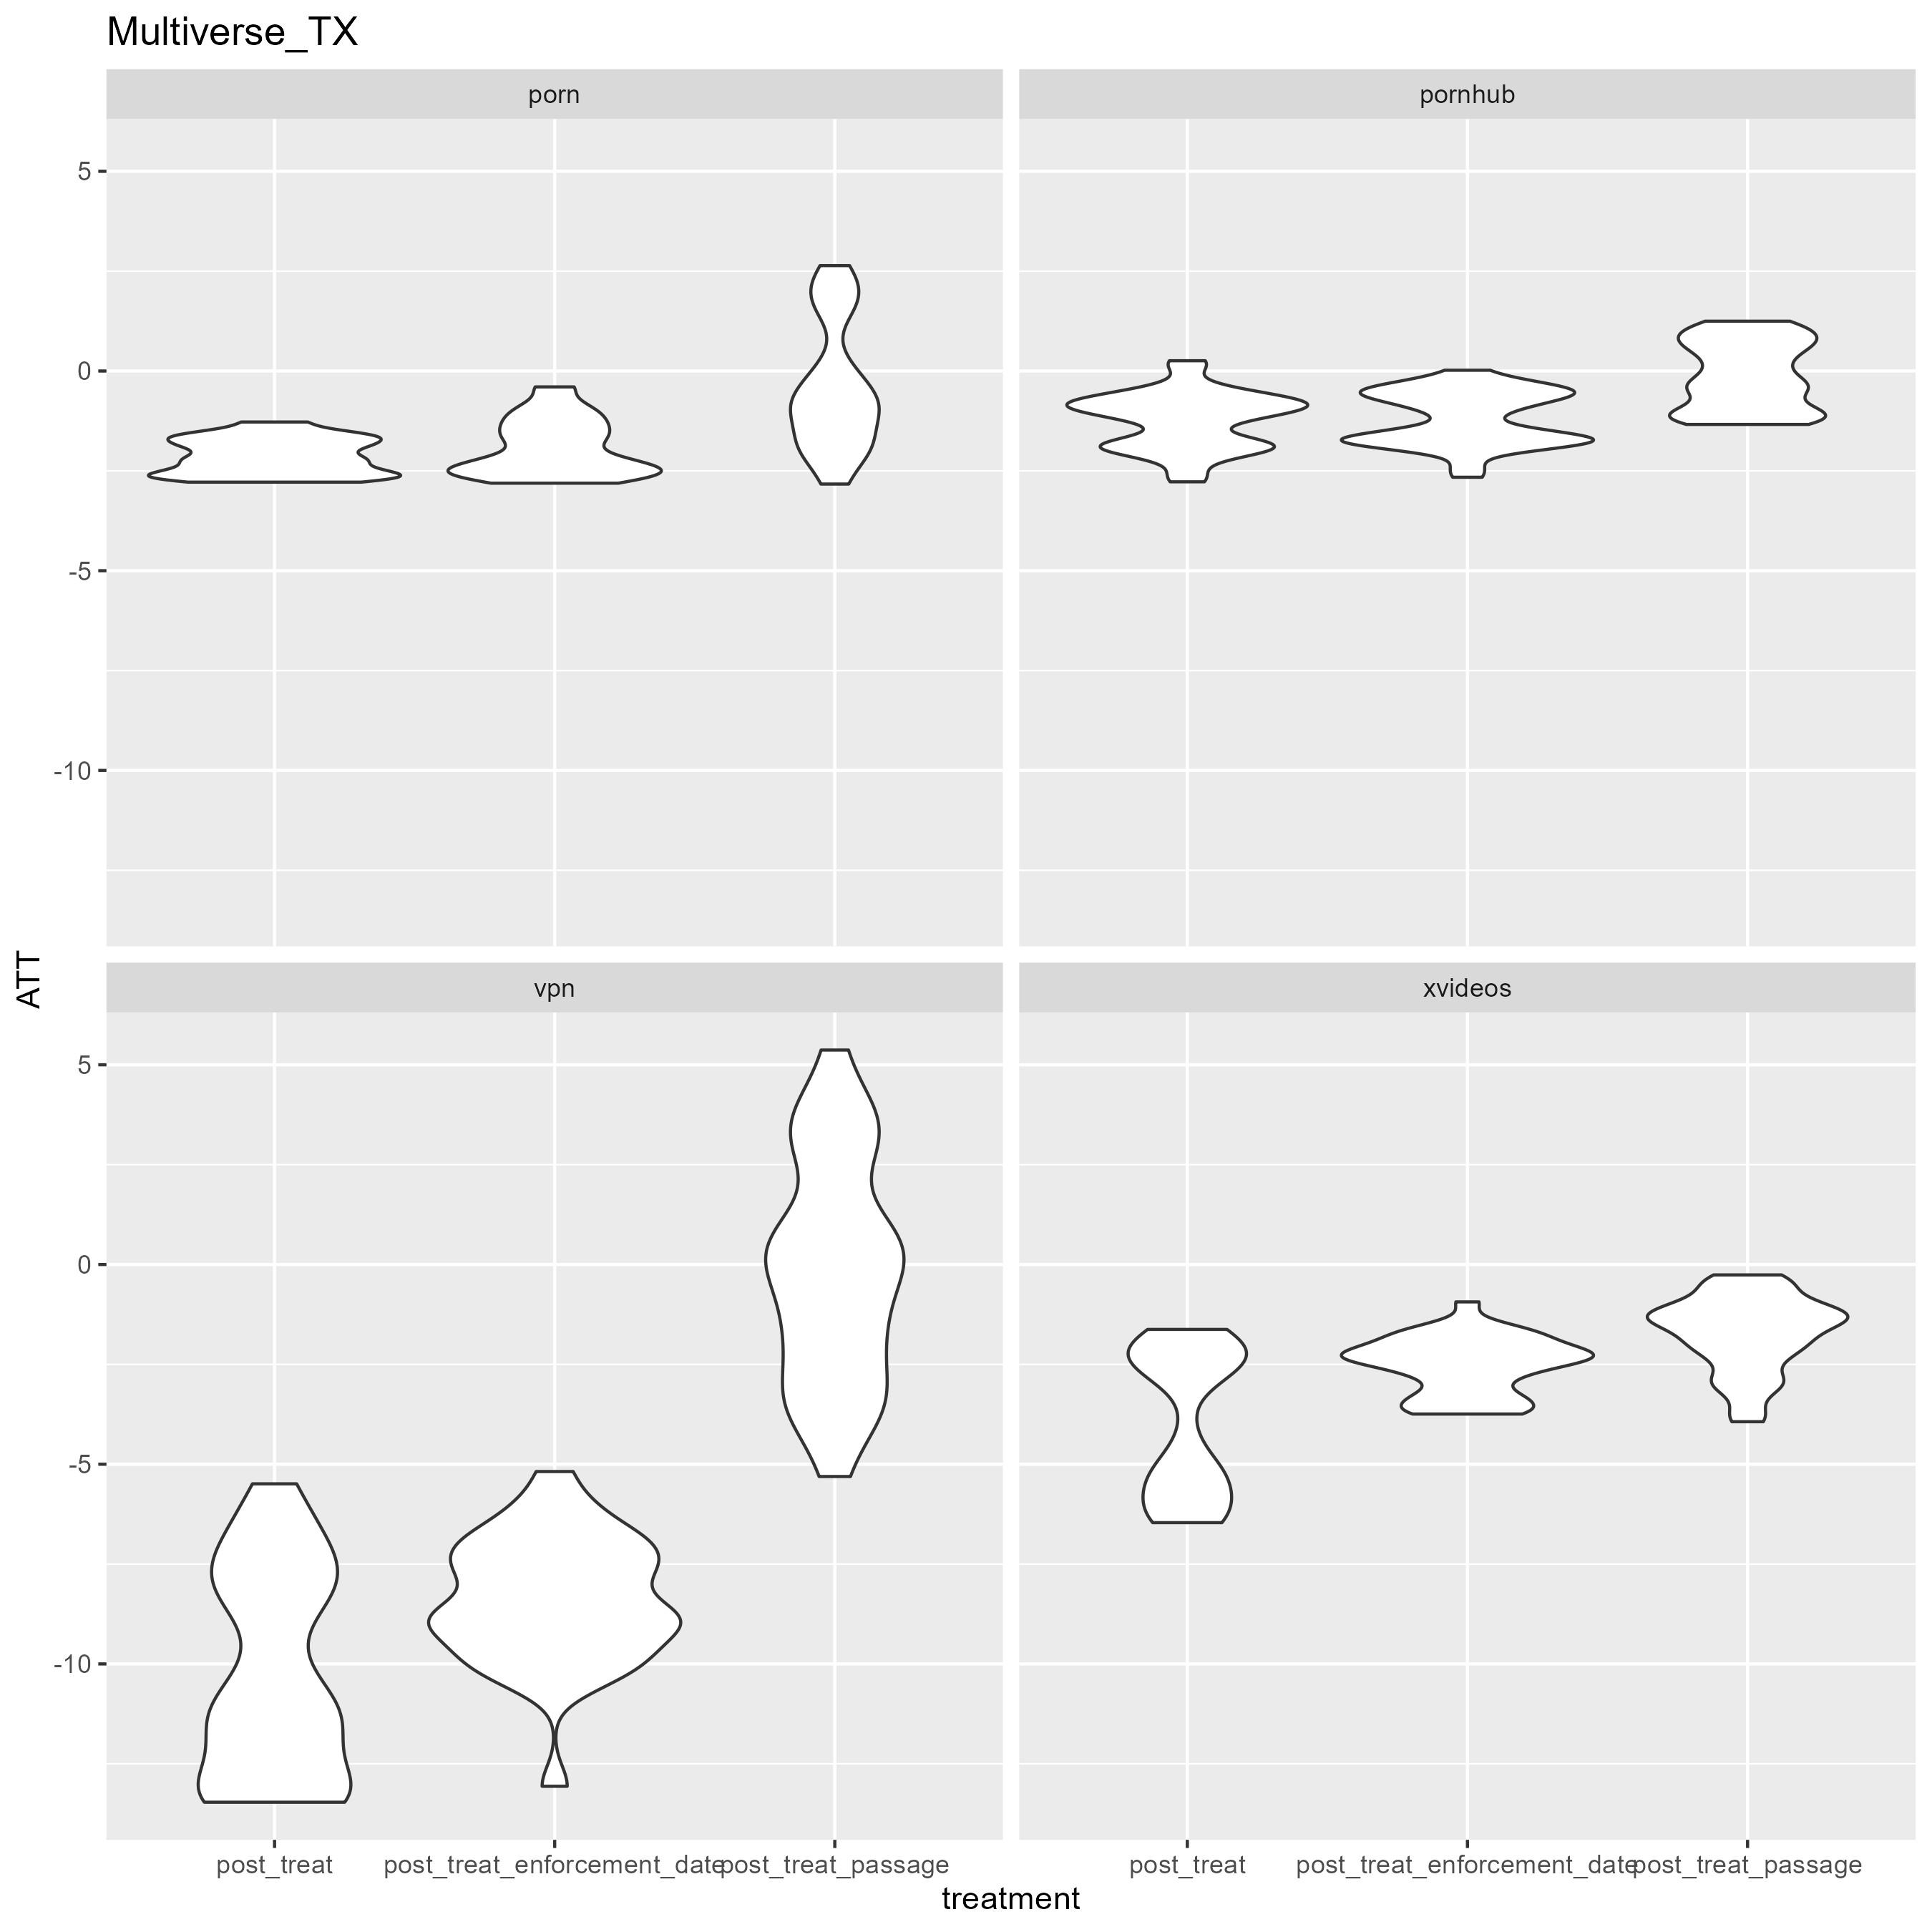 Multiverse_TX
porn
pornhub
5
0
-5
-10
ATT
vpn
xvideos
5
0
-5
-10
post_treat
post_treat_enforcement_date
post_treat_passage
post_treat
post_treat_enforcement_date
post_treat_passage
treatment